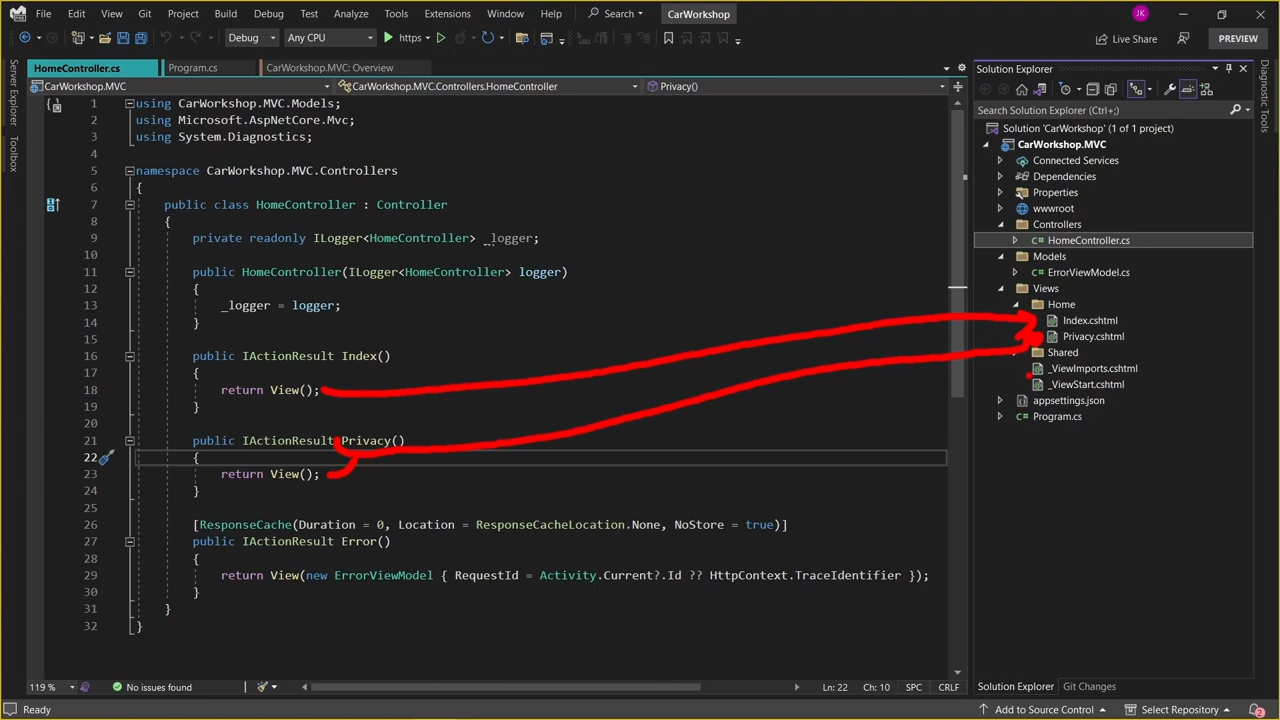 File Edit View Git Project Build Debug Test Analyze Tools Extensions Window Help Search CarWorkshop JK
Debug Any CPU https Live Share PREVIEW
Server Explorer
Toolbox
HomeController.cs Program.cs CarWorkshop.MVC: Overview
CarWorkshop.MVC CarWorkshop.MVC.Controllers.HomeController Privacy()
1 using CarWorkshop.MVC.Models;
2 using Microsoft.AspNetCore.Mvc;
3 using System.Diagnostics;
4
5 namespace CarWorkshop.MVC.Controllers
6 {
7 public class HomeController : Controller
8 {
9 private readonly ILogger<HomeController> _logger;
10
11 public HomeController(ILogger<HomeController> logger)
12 {
13 _logger = logger;
14 }
15
16 public IActionResult Index()
17 {
18 return View();
19 }
20
21 public IActionResult Privacy()
22 {
23 return View();
24 }
25
26 [ResponseCache(Duration = 0, Location = ResponseCacheLocation.None, NoStore = true)]
27 public IActionResult Error()
28 {
29 return View(new ErrorViewModel { RequestId = Activity.Current?.Id ?? HttpContext.TraceIdentifier });
30 }
31 }
32 }
119 % No issues found Ln: 22 Ch: 10 SPC CRLF
Solution Explorer
Search Solution Explorer (Ctrl+;)
Solution 'CarWorkshop' (1 of 1 project)
CarWorkshop.MVC
Connected Services
Dependencies
Properties
wwwroot
Controllers
C# HomeController.cs
Models
C# ErrorViewModel.cs
Views
Home
Index.cshtml
Privacy.cshtml
Shared
_ViewImports.cshtml
_ViewStart.cshtml
appsettings.json
C# Program.cs
Solution Explorer Git Changes
Diagnostic Tools
Ready Add to Source Control Select Repository 2